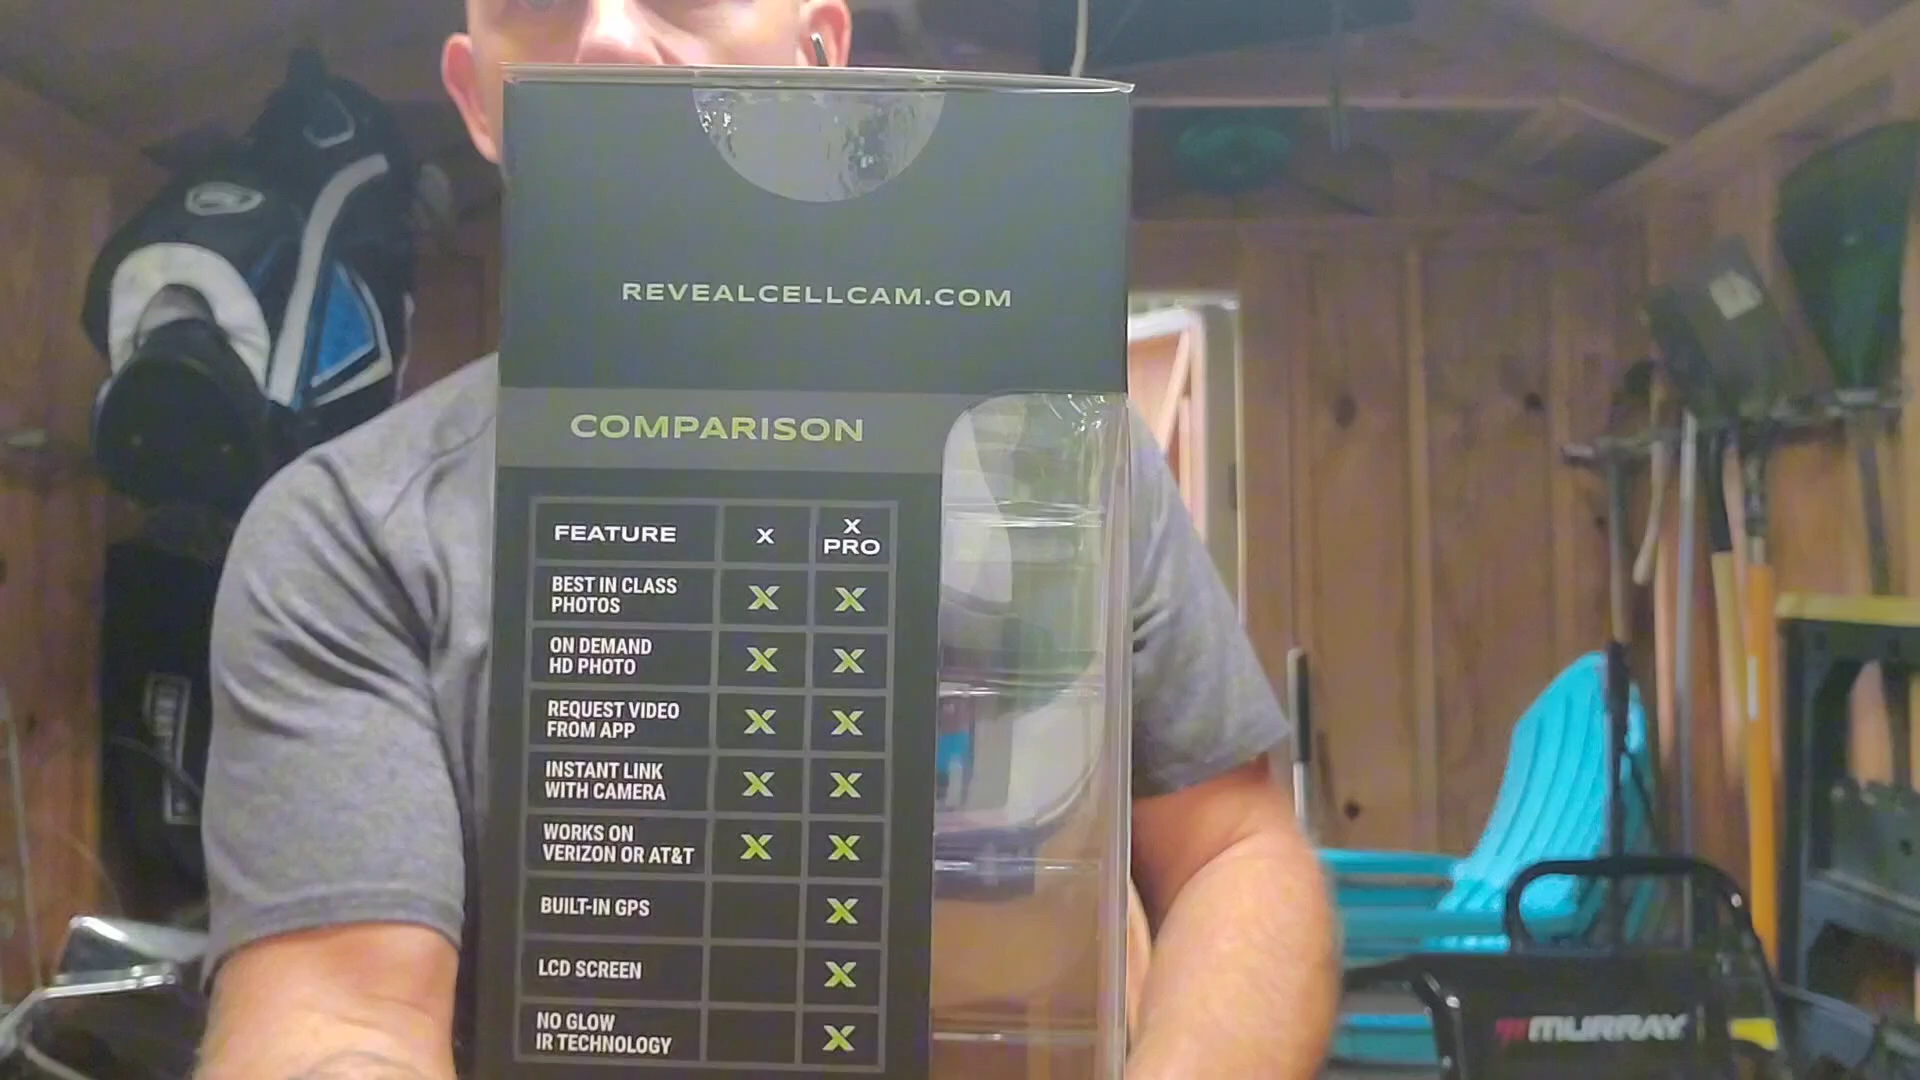 REVEALCELLCAM.COM
COMPARISON
FEATURE X X PRO
BEST IN CLASS
PHOTOS X X
ON DEMAND
HD PHOTO X X
REQUEST VIDEO
FROM APP X X
INSTANT LINK
WITH CAMERA X X
WORKS ON
VERIZON OR AT&T X X
BUILT-IN GPS X
LCD SCREEN X
NO GLOW
IR TECHNOLOGY X
MURRAY